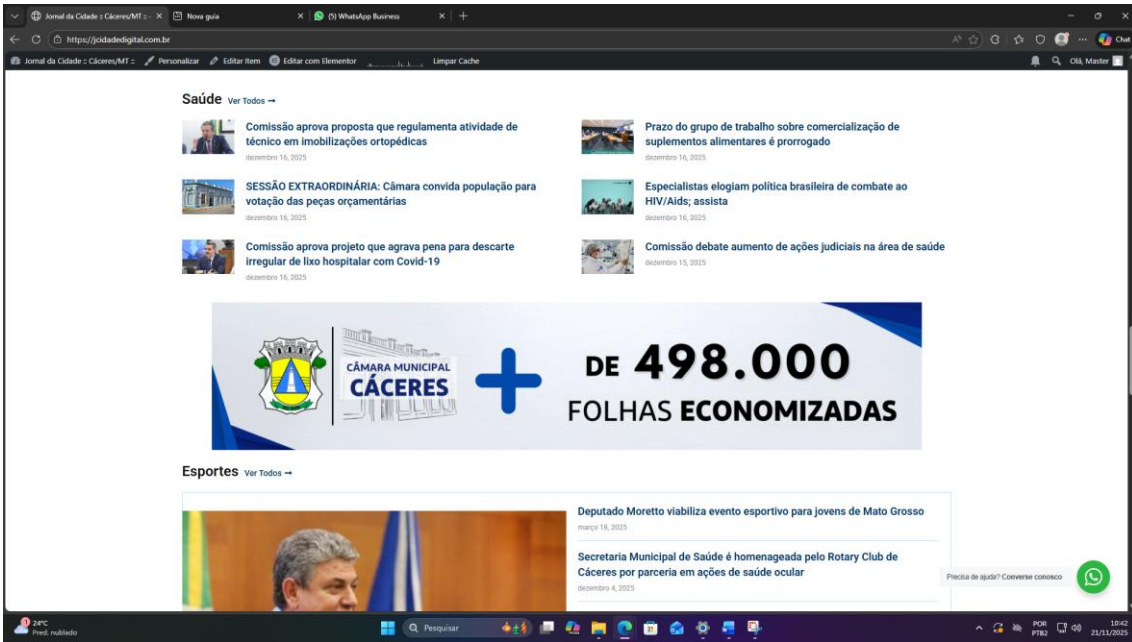 Jornal da Cidade :: Cáceres/MT :: -
Nova guia
(5) WhatsApp Business
https://jcidadedigital.com.br
Chat
Jornal da Cidade :: Cáceres/MT ::
Personalizar
Editar Item
Editar com Elementor
Limpar Cache
Olá, Master
Saúde Ver Todos →
Comissão aprova proposta que regulamenta atividade de
técnico em imobilizações ortopédicas
dezembro 16, 2025
Prazo do grupo de trabalho sobre comercialização de
suplementos alimentares é prorrogado
dezembro 16, 2025
SESSÃO EXTRAORDINÁRIA: Câmara convida população para
votação das peças orçamentárias
dezembro 16, 2025
Especialistas elogiam política brasileira de combate ao
HIV/Aids; assista
dezembro 16, 2025
Comissão aprova projeto que agrava pena para descarte
irregular de lixo hospitalar com Covid-19
dezembro 16, 2025
Comissão debate aumento de ações judiciais na área de saúde
dezembro 15, 2025
CÂMARA MUNICIPAL
CÁCERES
DE 498.000
FOLHAS ECONOMIZADAS
Esportes Ver Todos →
Deputado Moretto viabiliza evento esportivo para jovens de Mato Grosso
março 18, 2025
Secretaria Municipal de Saúde é homenageada pelo Rotary Club de
Cáceres por parceria em ações de saúde ocular
dezembro 4, 2025
Precisa de ajuda? Converse conosco
24°C
Pred. nublado
Pesquisar
POR
PTB2
10:42
21/11/2025